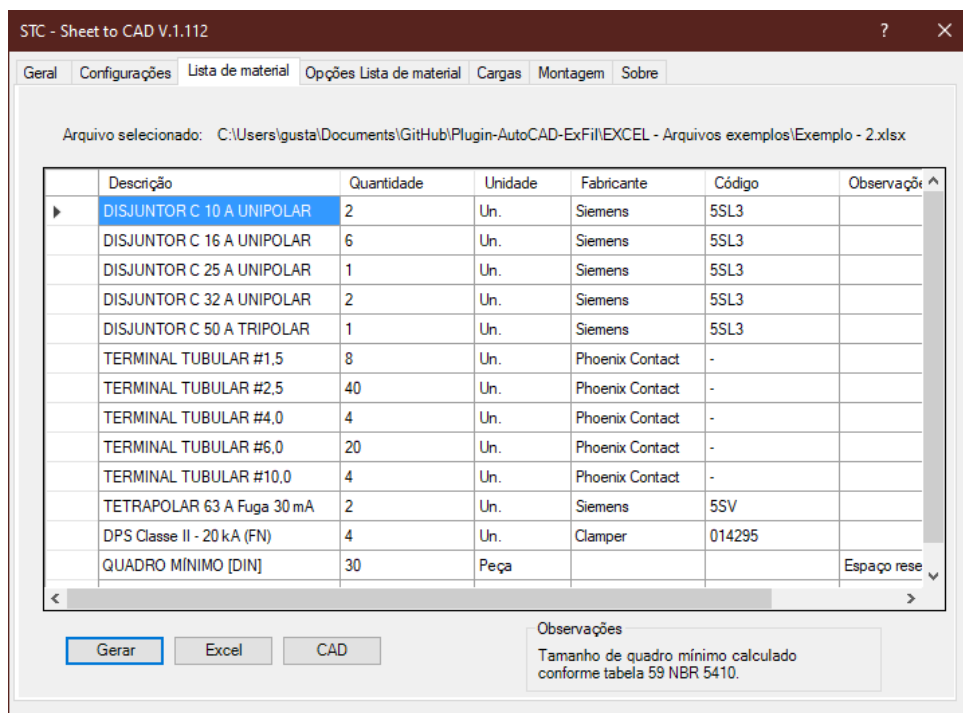 STC - Sheet to CAD V.1.112 ?
Geral Configurações Lista de material Opções Lista de material Cargas Montagem Sobre
Arquivo selecionado: C:\Users\gusta\Documents\GitHub\Plugin-AutoCAD-ExFil\EXCEL - Arquivos exemplos\Exemplo - 2.xlsx
Descrição Quantidade Unidade Fabricante Código Observaçõe
DISJUNTOR C 10 A UNIPOLAR 2 Un. Siemens 5SL3
DISJUNTOR C 16 A UNIPOLAR 6 Un. Siemens 5SL3
DISJUNTOR C 25 A UNIPOLAR 1 Un. Siemens 5SL3
DISJUNTOR C 32 A UNIPOLAR 2 Un. Siemens 5SL3
DISJUNTOR C 50 A TRIPOLAR 1 Un. Siemens 5SL3
TERMINAL TUBULAR #1,5 8 Un. Phoenix Contact -
TERMINAL TUBULAR #2,5 40 Un. Phoenix Contact -
TERMINAL TUBULAR #4,0 4 Un. Phoenix Contact -
TERMINAL TUBULAR #6,0 20 Un. Phoenix Contact -
TERMINAL TUBULAR #10,0 4 Un. Phoenix Contact -
TETRAPOLAR 63 A Fuga 30 mA 2 Un. Siemens 5SV
DPS Classe II - 20 kA (FN) 4 Un. Clamper 014295
QUADRO MÍNIMO [DIN] 30 Peça Espaço rese
Gerar Excel CAD
Observações
Tamanho de quadro mínimo calculado
conforme tabela 59 NBR 5410.